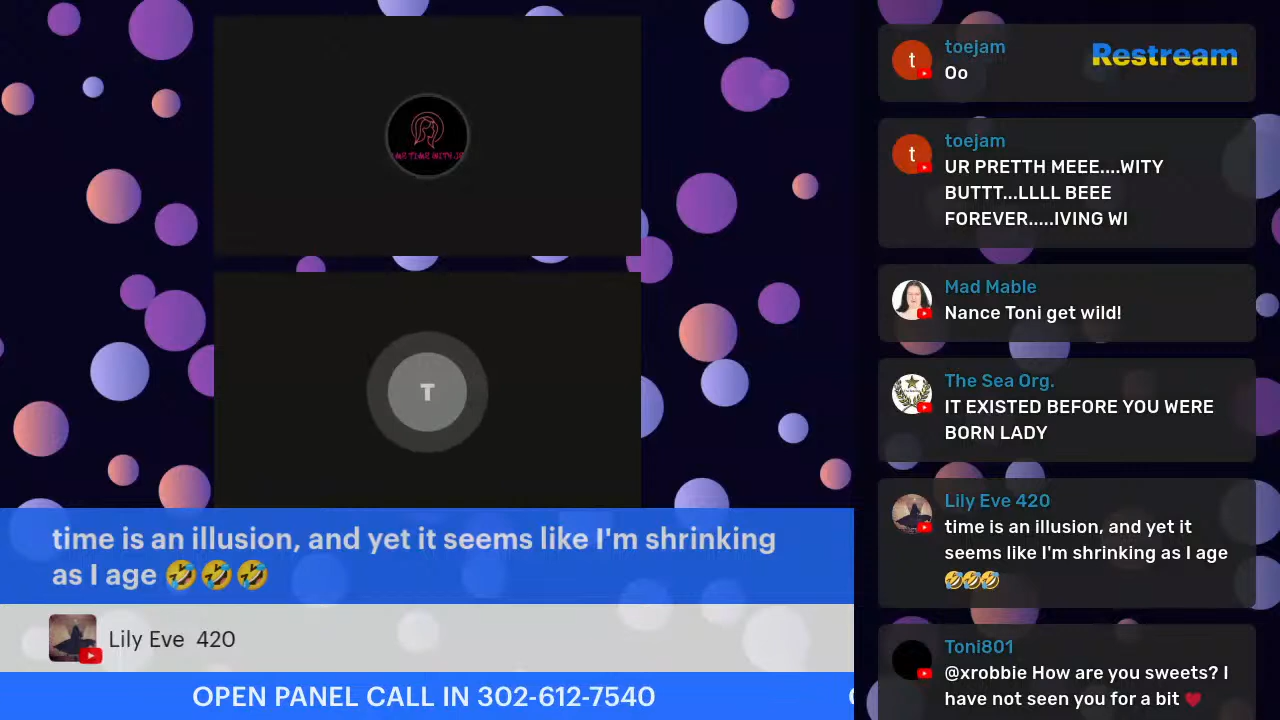 T
time is an illusion, and yet it seems like I'm shrinking
as I age 🤣🤣🤣
Lily Eve 420
OPEN PANEL CALL IN 302-612-7540
Restream
t
toejam
Oo
t
toejam
UR PRETTH MEEE....WITY
BUTTT...LLLL BEEE
FOREVER.....IVING WI
Mad Mable
Nance Toni get wild!
The Sea Org.
IT EXISTED BEFORE YOU WERE
BORN LADY
Lily Eve 420
time is an illusion, and yet it
seems like I'm shrinking as I age
🤣🤣🤣
Toni801
@xrobbie How are you sweets? I
have not seen you for a bit ♥